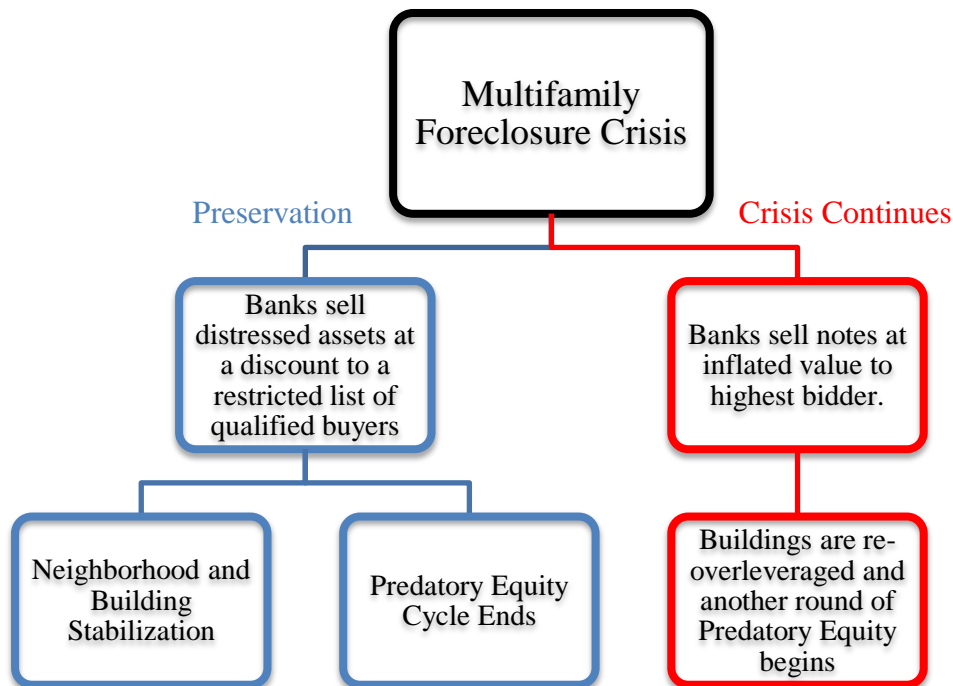 Multifamily
Foreclosure Crisis
Preservation
Crisis Continues
Banks sell
distressed assets at
a discount to a
restricted list of
qualified buyers
Banks sell notes at
inflated value to
highest bidder.
Neighborhood and
Building
Stabilization
Predatory Equity
Cycle Ends
Buildings are re-
overleveraged and
another round of
Predatory Equity
begins